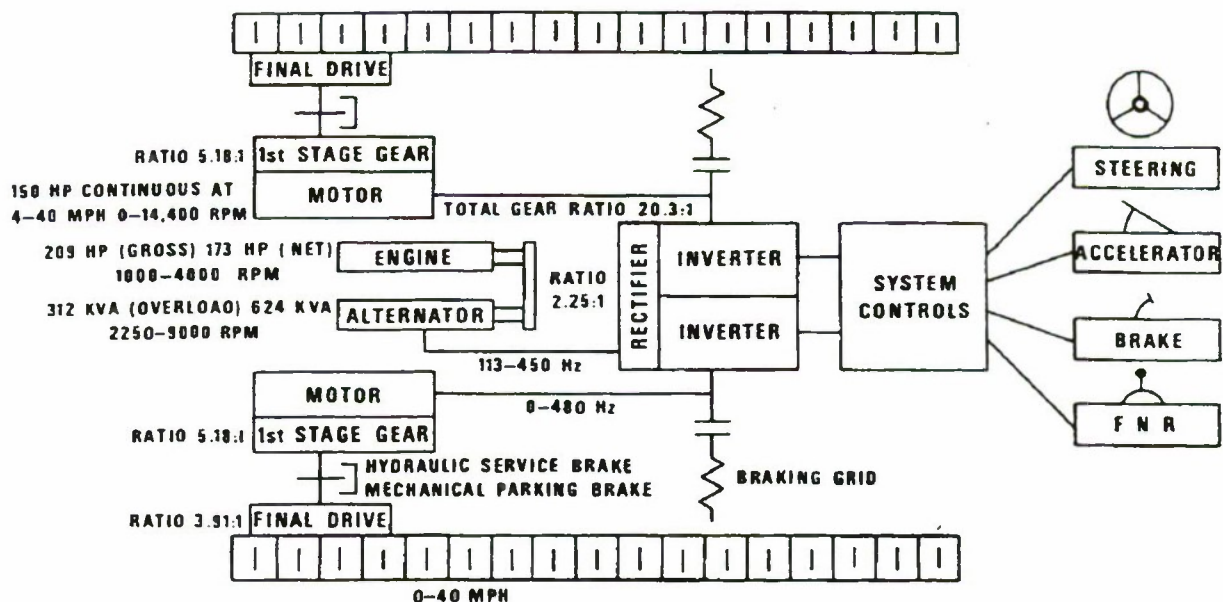 FINAL DRIVE
RATIO 5.18:1
1st STAGE GEAR
150 HP CONTINUOUS AT
4-40 MPH 0-14,400 RPM
MOTOR
TOTAL GEAR RATIO 20.3:1
STEERING
209 HP (GROSS) 173 HP (NET)
1000-4000 RPM
ENGINE
RATIO
2.25:1
RECTIFIER
INVERTER
INVERTER
SYSTEM
CONTROLS
ACCELERATOR
312 KVA (OVERLOAD) 624 KVA
2250-9000 RPM
ALTERNATOR
113-450 Hz
BRAKE
MOTOR
0-480 Hz
RATIO 5.18:1
1st STAGE GEAR
F N R
HYDRAULIC SERVICE BRAKE
MECHANICAL PARKING BRAKE
BRAKING GRID
RATIO 3.91:1
FINAL DRIVE
0-40 MPH